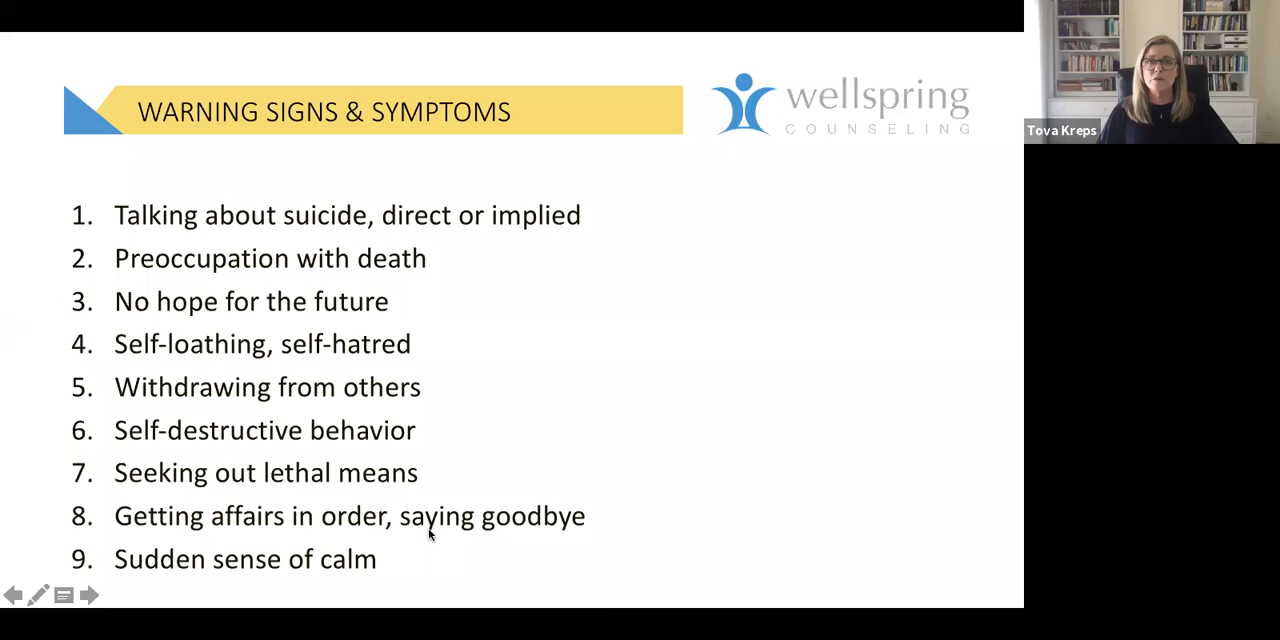 WARNING SIGNS & SYMPTOMS
wellspring
COUNSELING
Tova Kreps
1. Talking about suicide, direct or implied
2. Preoccupation with death
3. No hope for the future
4. Self-loathing, self-hatred
5. Withdrawing from others
6. Self-destructive behavior
7. Seeking out lethal means
8. Getting affairs in order, saying goodbye
9. Sudden sense of calm